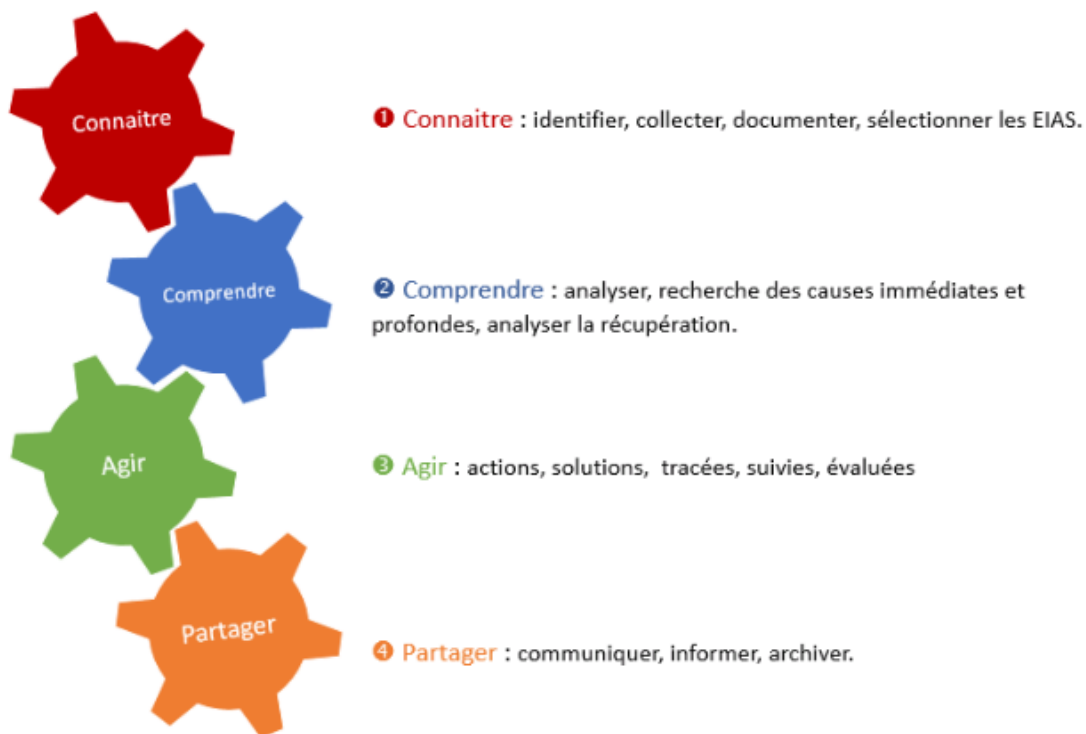 Connaitre
❶ Connaitre : identifier, collecter, documenter, sélectionner les EIAS.
Comprendre
❷ Comprendre : analyser, recherche des causes immédiates et
profondes, analyser la récupération.
Agir
❸ Agir : actions, solutions, tracées, suivies, évaluées
Partager
❹ Partager : communiquer, informer, archiver.